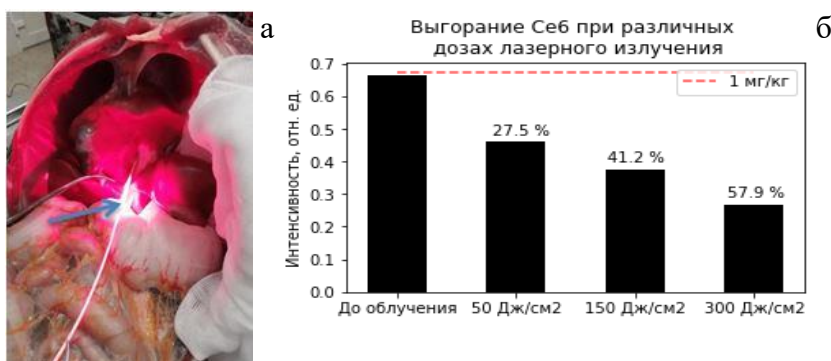 а
б
Выгорание Се6 при различных
дозах лазерного излучения
Интенсивность, отн. ед.
0.7
0.6
0.5
0.4
0.3
0.2
0.1
0.0
1 мг/кг
27.5 %
41.2 %
57.9 %
До облучения
50 Дж/см2
150 Дж/см2
300 Дж/см2